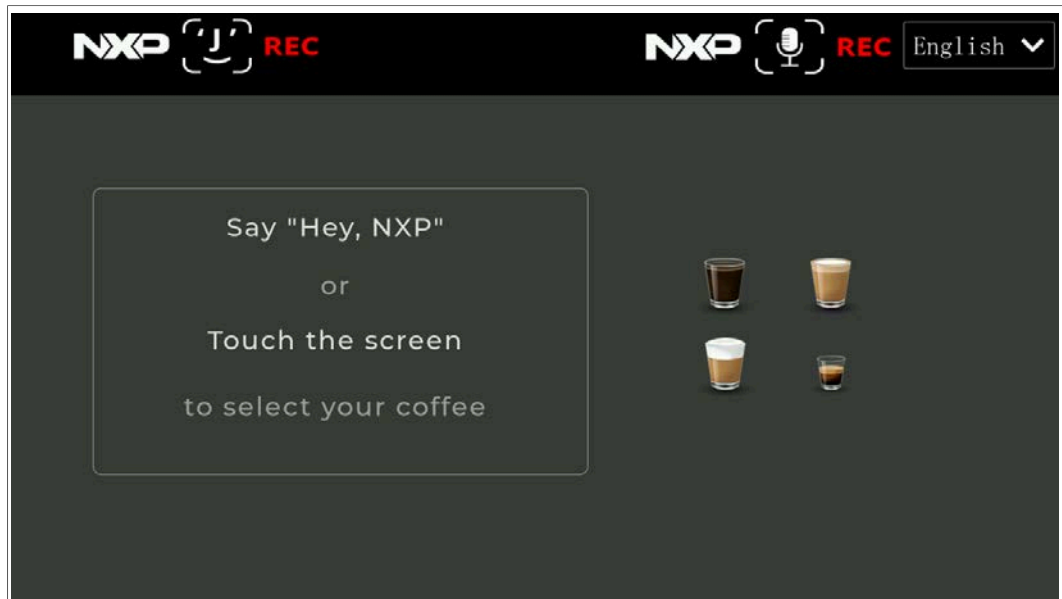 NXP REC
NXP REC English
Say "Hey, NXP"
or
Touch the screen
to select your coffee